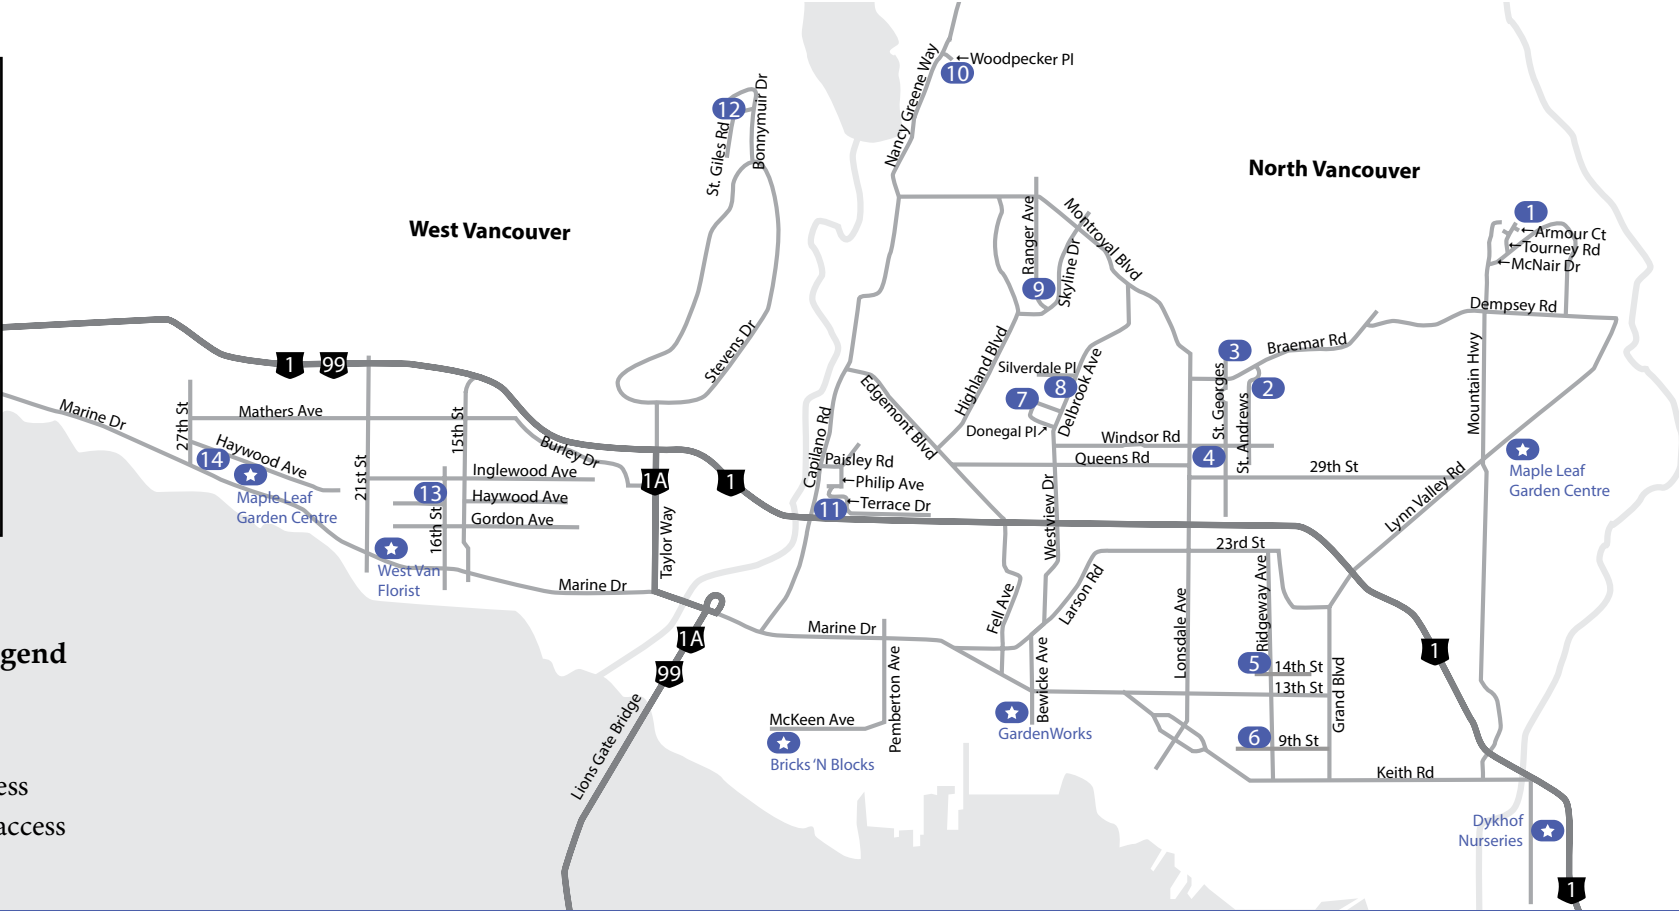 ←Woodpecker Pl
10
Nancy Greene Way
12
St. Giles Rd
Bonnymuir Dr
North Vancouver
West Vancouver
1
←Armour Ct
←Tourney Rd
←McNair Dr
Ranger Ave
Montroyal Blvd
Skyline Dr
9
Dempsey Rd
Stevens Dr
Highland Blvd
3
Braemar Rd
Mountain Hwy
1
99
Silverdale Pl
8
7
Delbrook Ave
Donegal Pl↗
2
St. Georges
St. Andrews
Edgemont Blvd
Capilano Rd
Marine Dr
27th St
Mathers Ave
15th St
Burley Dr
Haywood Ave
14
Maple Leaf
Garden Centre
21st St
Inglewood Ave
13
Haywood Ave
Gordon Ave
16th St
1A
1
Paisley Rd
←Philip Ave
←Terrace Dr
11
Windsor Rd
Queens Rd
4
29th St
Lynn Valley Rd
Maple Leaf
Garden Centre
Westview Dr
Taylor Way
West Van
Florist
Marine Dr
23rd St
Larson Rd
Fell Ave
Ridgeway Ave
Lonsdale Ave
Marine Dr
1A
99
Lions Gate Bridge
Pemberton Ave
McKeen Ave
Bricks ’N Blocks
Bewicke Ave
GardenWorks
5
14th St
13th St
Grand Blvd
6
9th St
Keith Rd
1
Dykhof
Nurseries
1
gend
ess
access